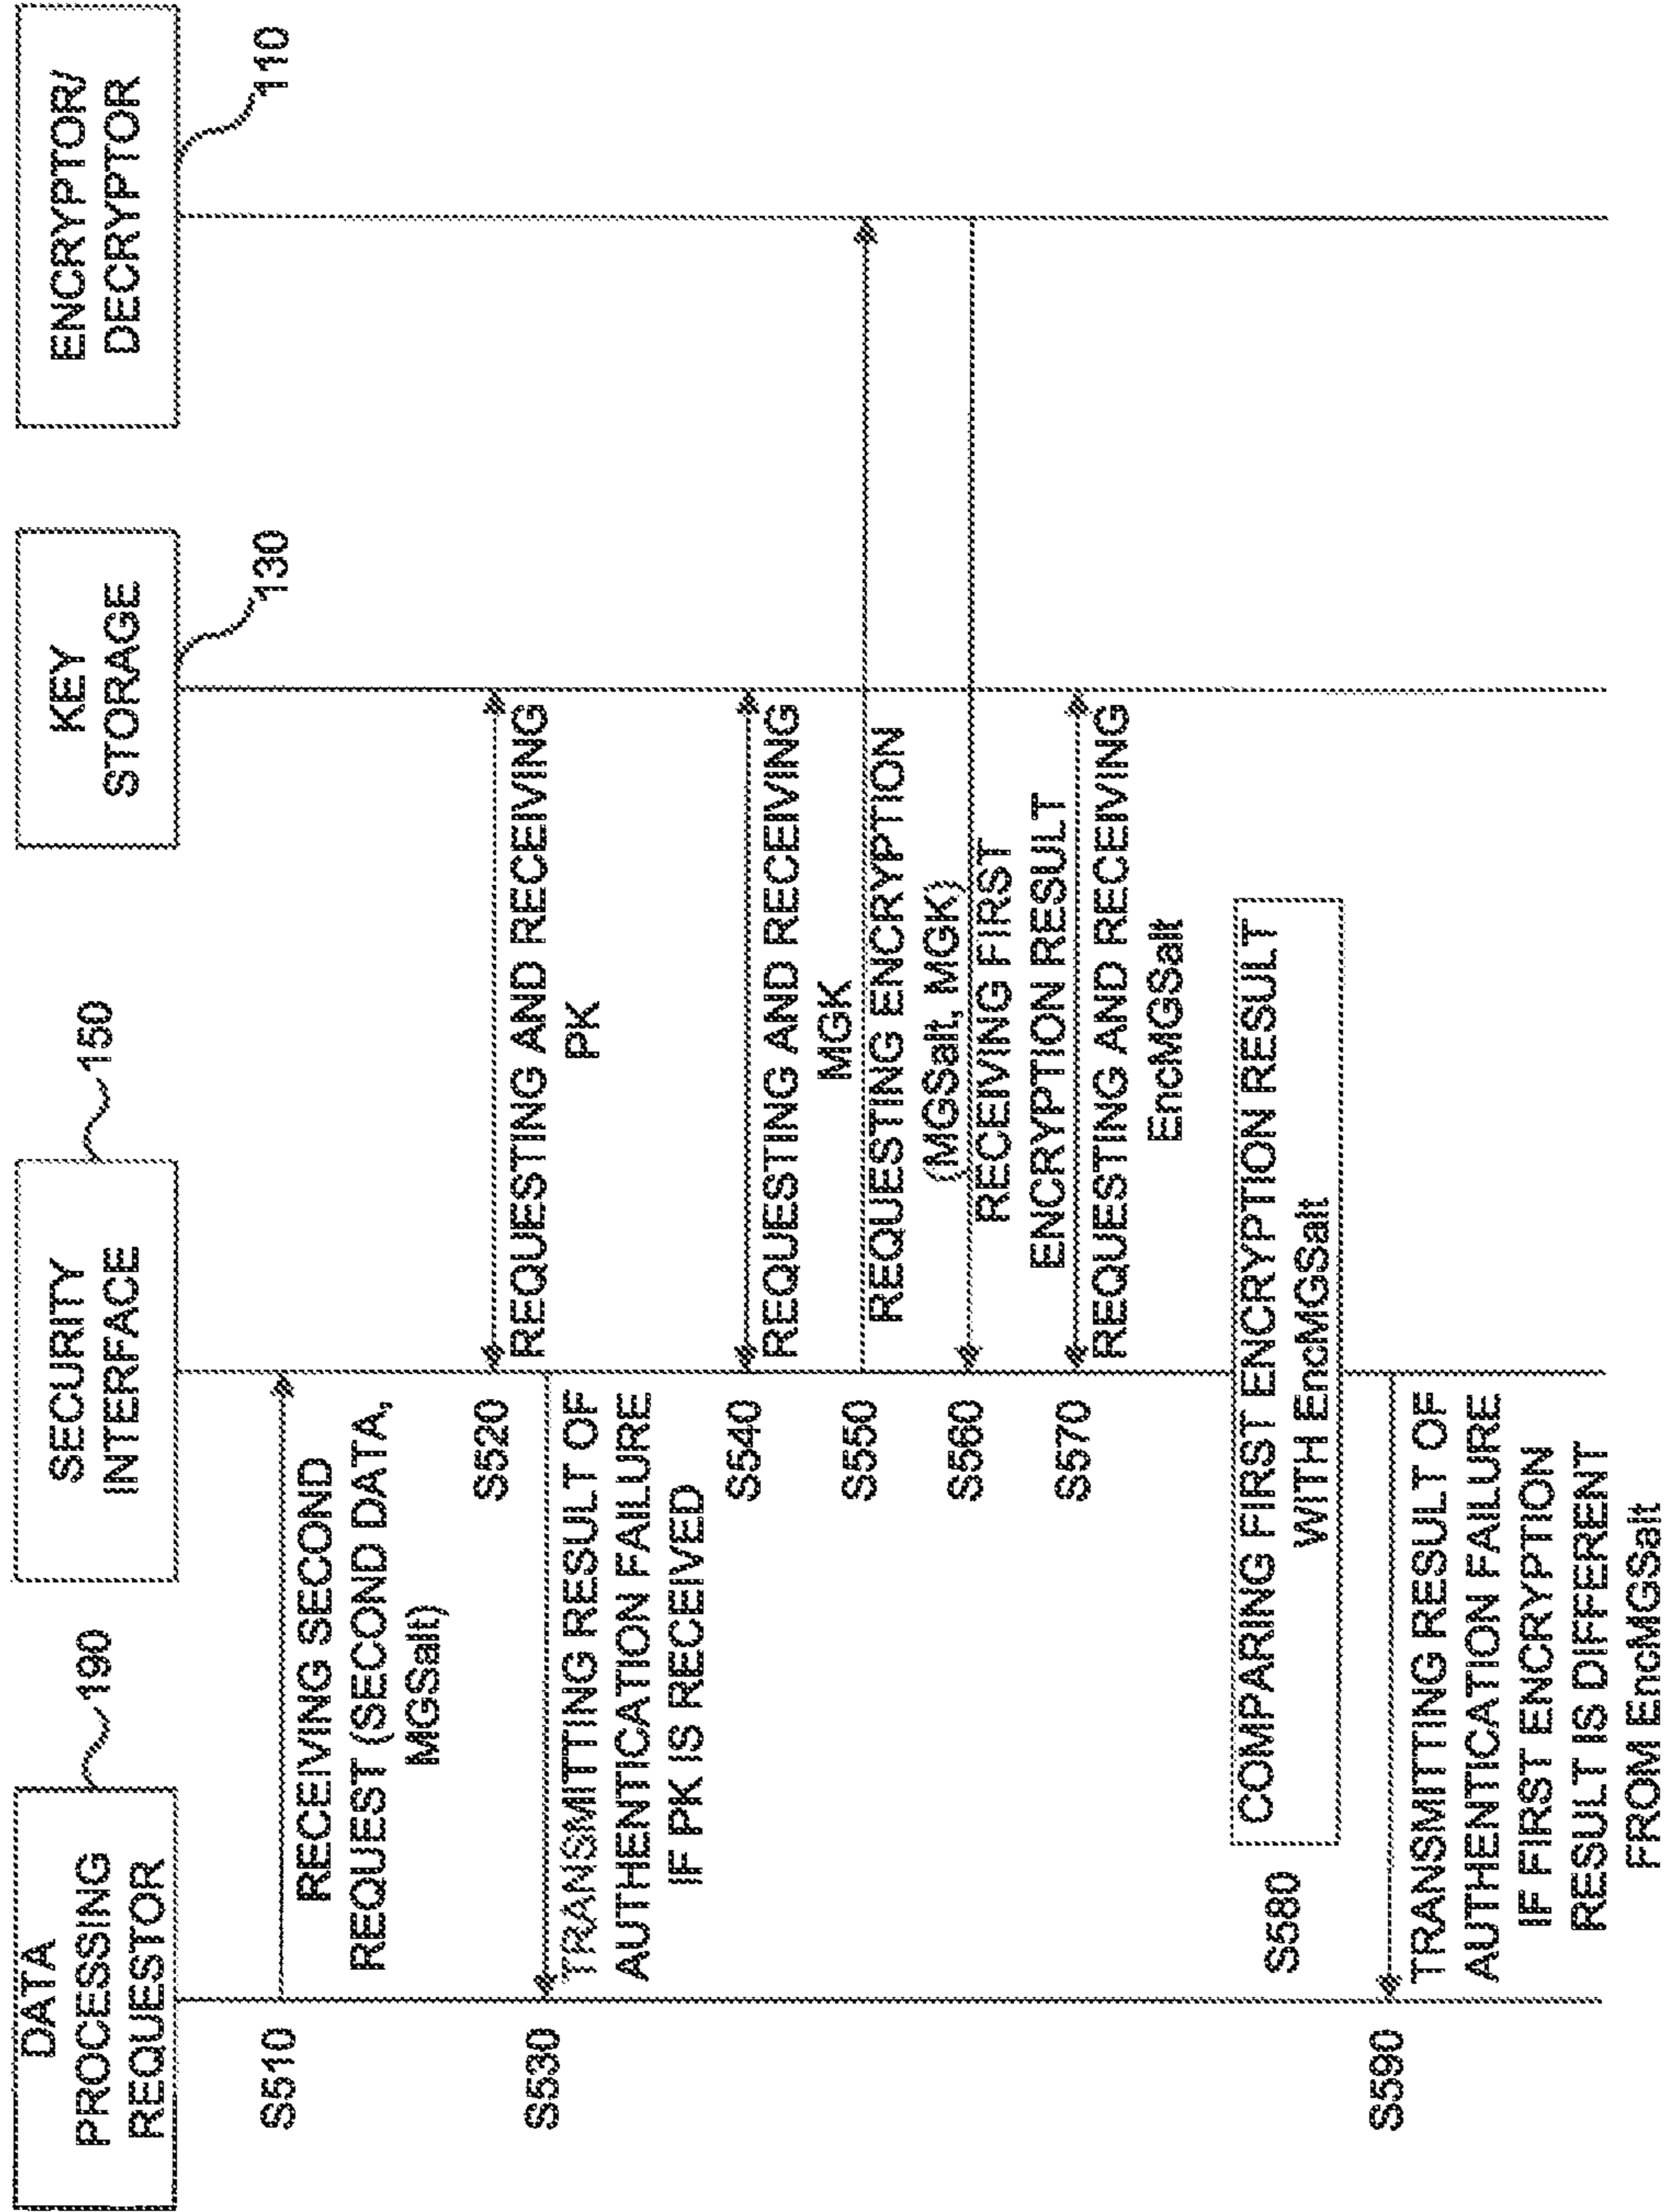 DATA
PROCESSING
REQUESTOR
190
SECURITY
INTERFACE
150
KEY
STORAGE
130
ENCRYPTOR/
DECRYPTOR
110
S510
RECEIVING SECOND
REQUEST (SECOND DATA,
MGSalt)
S520
REQUESTING AND RECEIVING
PK
S530
TRANSMITTING RESULT OF
AUTHENTICATION FAILURE
IF PK IS RECEIVED
S540
REQUESTING AND RECEIVING
MGK
S550
REQUESTING ENCRYPTION
(MGSalt, MGK)
S560
RECEIVING FIRST
ENCRYPTION RESULT
S570
REQUESTING AND RECEIVING
EncMGSalt
S580
COMPARING FIRST ENCRYPTION RESULT
WITH EncMGSalt
S590
TRANSMITTING RESULT OF
AUTHENTICATION FAILURE
IF FIRST ENCRYPTION
RESULT IS DIFFERENT
FROM EncMGSalt